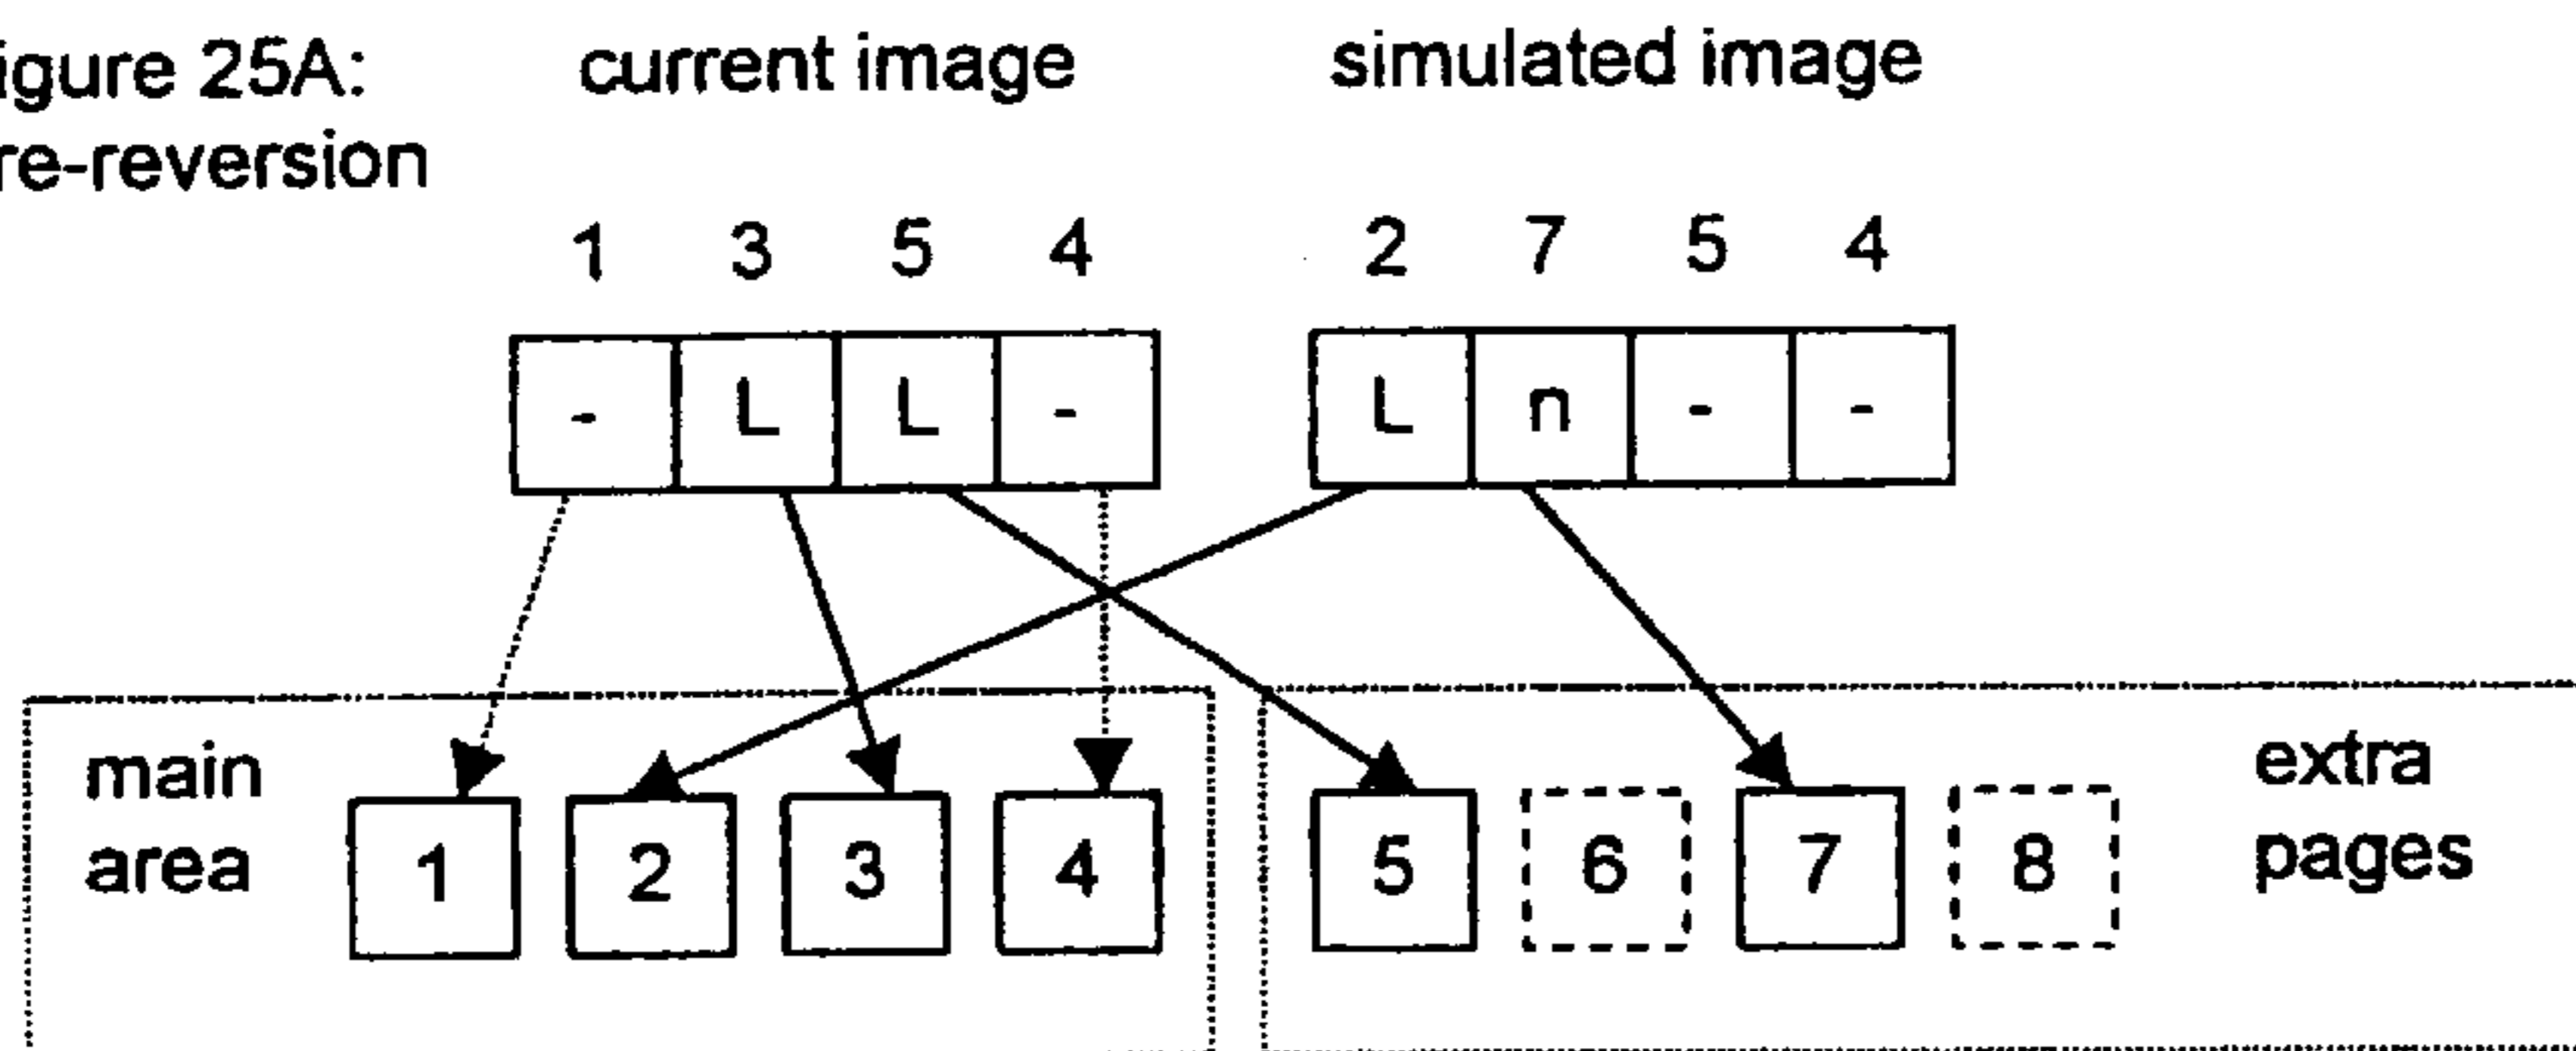 igure 25A:
re-reversion
current image
simulated image
1 3 5 4
2 7 5 4
- L L -
L n - -
main
area
1 2 3 4
5 6 7 8
extra
pages